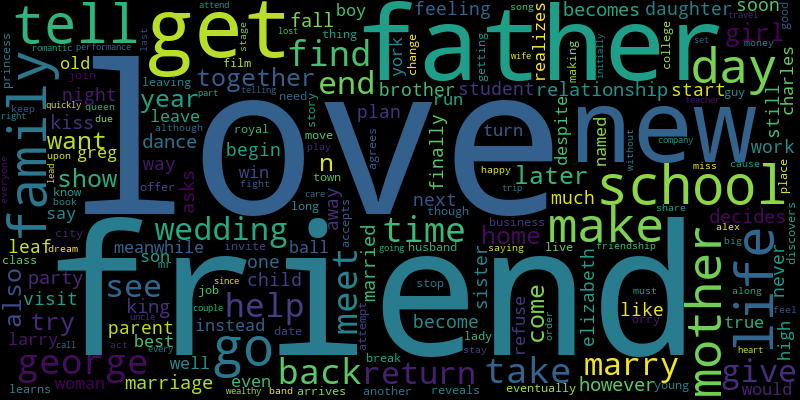 love
friend
father
get
new
school
life
mother
family
tell
go
day
make
time
george
back
see
meet
help
take
return
marry
give
girl
find
end
wedding
home
later
show
want
try
also
year
night
together
brother
fall
boy
feeling
becomes
daughter
soon
realizes
student
relationship
start
charles
still
work
plan
run
finally
despite
named
dance
leave
kiss
greg
old
way
asks
begin
royal
win
fight
move
play
town
n
away
next
though
turn
happy
trip
much
decides
place
never
high
true
would
elizabeth
come
like
however
refuse
become
sister
husband
married
ball
one
child
king
son
mr
meanwhile
party
visit
parent
best
job
instead
well
even
marriage
woman
larry
leaf
say
know
book
city
dream
class
learns
call
act
every
uncle
since
couple
date
attempt
accepts
invite
break
another
arrives
band
wealthy
reveals
eventually
young
stay
lady
order
stop
going
saying
live
business
friendship
must
share
alex
big
miss
cause
company
without
teacher
discovers
along
feel
heart
guy
set
money
travel
good
college
change
york
wife
getting
making
initially
song
attend
lost
stage
film
romantic
performance
last
leaving
part
telling
need
thing
story
agrees
offer
care
long
join
quickly
queen
due
although
keep
right
upon
lead
princess
everyone